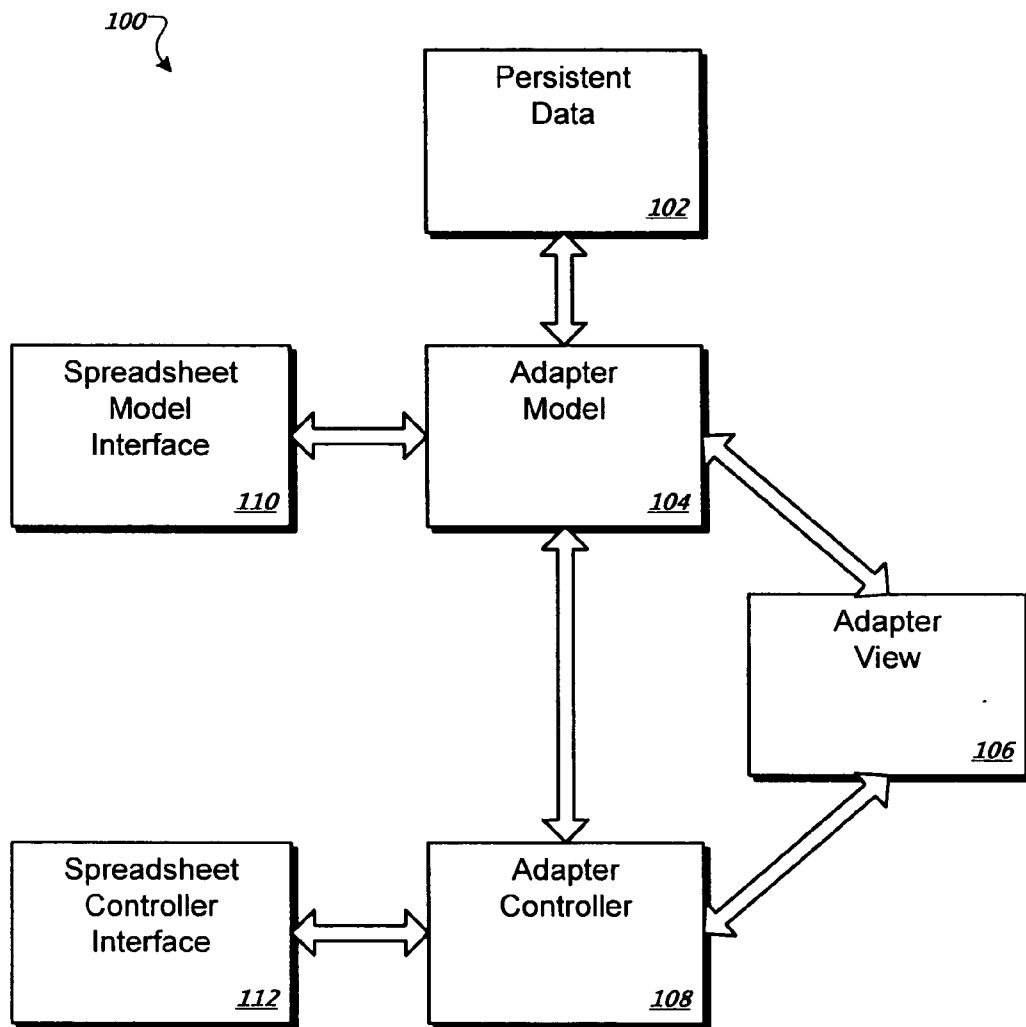 100
Persistent
Data
102
Spreadsheet
Model
Interface
110
Adapter
Model
104
Adapter
View
106
Spreadsheet
Controller
Interface
112
Adapter
Controller
108